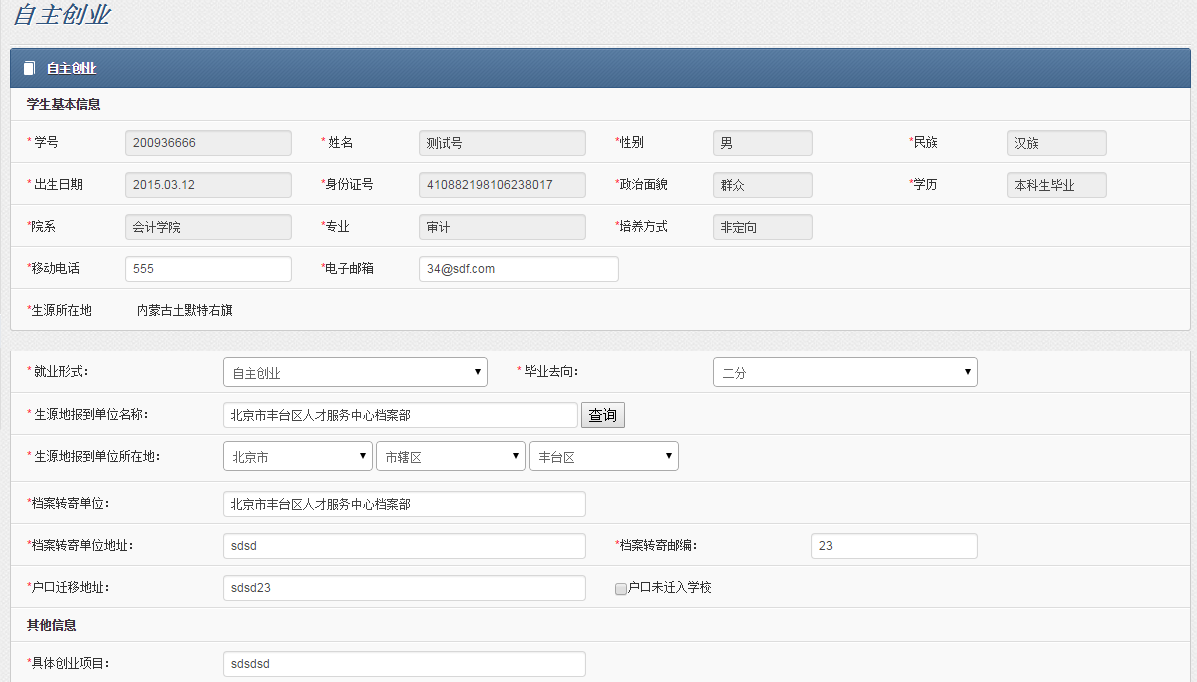 自主创业
自主创业
学生基本信息
* 学号 200936666 * 姓名 测试号 *性别 男 *民族 汉族
* 出生日期 2015.03.12 *身份证号 410882198106238017 *政治面貌 群众 *学历 本科生毕业
*院系 会计学院 *专业 审计 *培养方式 非定向
*移动电话 555 *电子邮箱 34@sdf.com
*生源所在地 内蒙古土默特右旗
* 就业形式: 自主创业 * 毕业去向: 二分
* 生源地报到单位名称: 北京市丰台区人才服务中心档案部 查询
* 生源地报到单位所在地: 北京市 市辖区 丰台区
*档案转寄单位: 北京市丰台区人才服务中心档案部
*档案转寄单位地址: sdsd *档案转寄邮编: 23
*户口迁移地址: sdsd23 户口未迁入学校
其他信息
*具体创业项目: sdsdsd